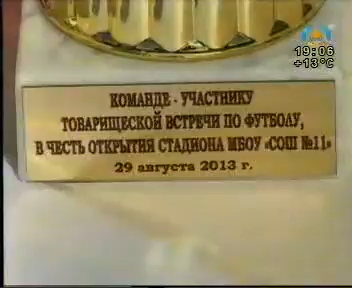 19:06
+13°C
КОМАНДЕ - УЧАСТНИКУ
ТОВАРИЩЕСКОЙ ВСТРЕЧИ ПО ФУТБОЛУ,
В ЧЕСТЬ ОТКРЫТИЯ СТАДИОНА МБОУ «СОШ №11»
29 августа 2013 г.